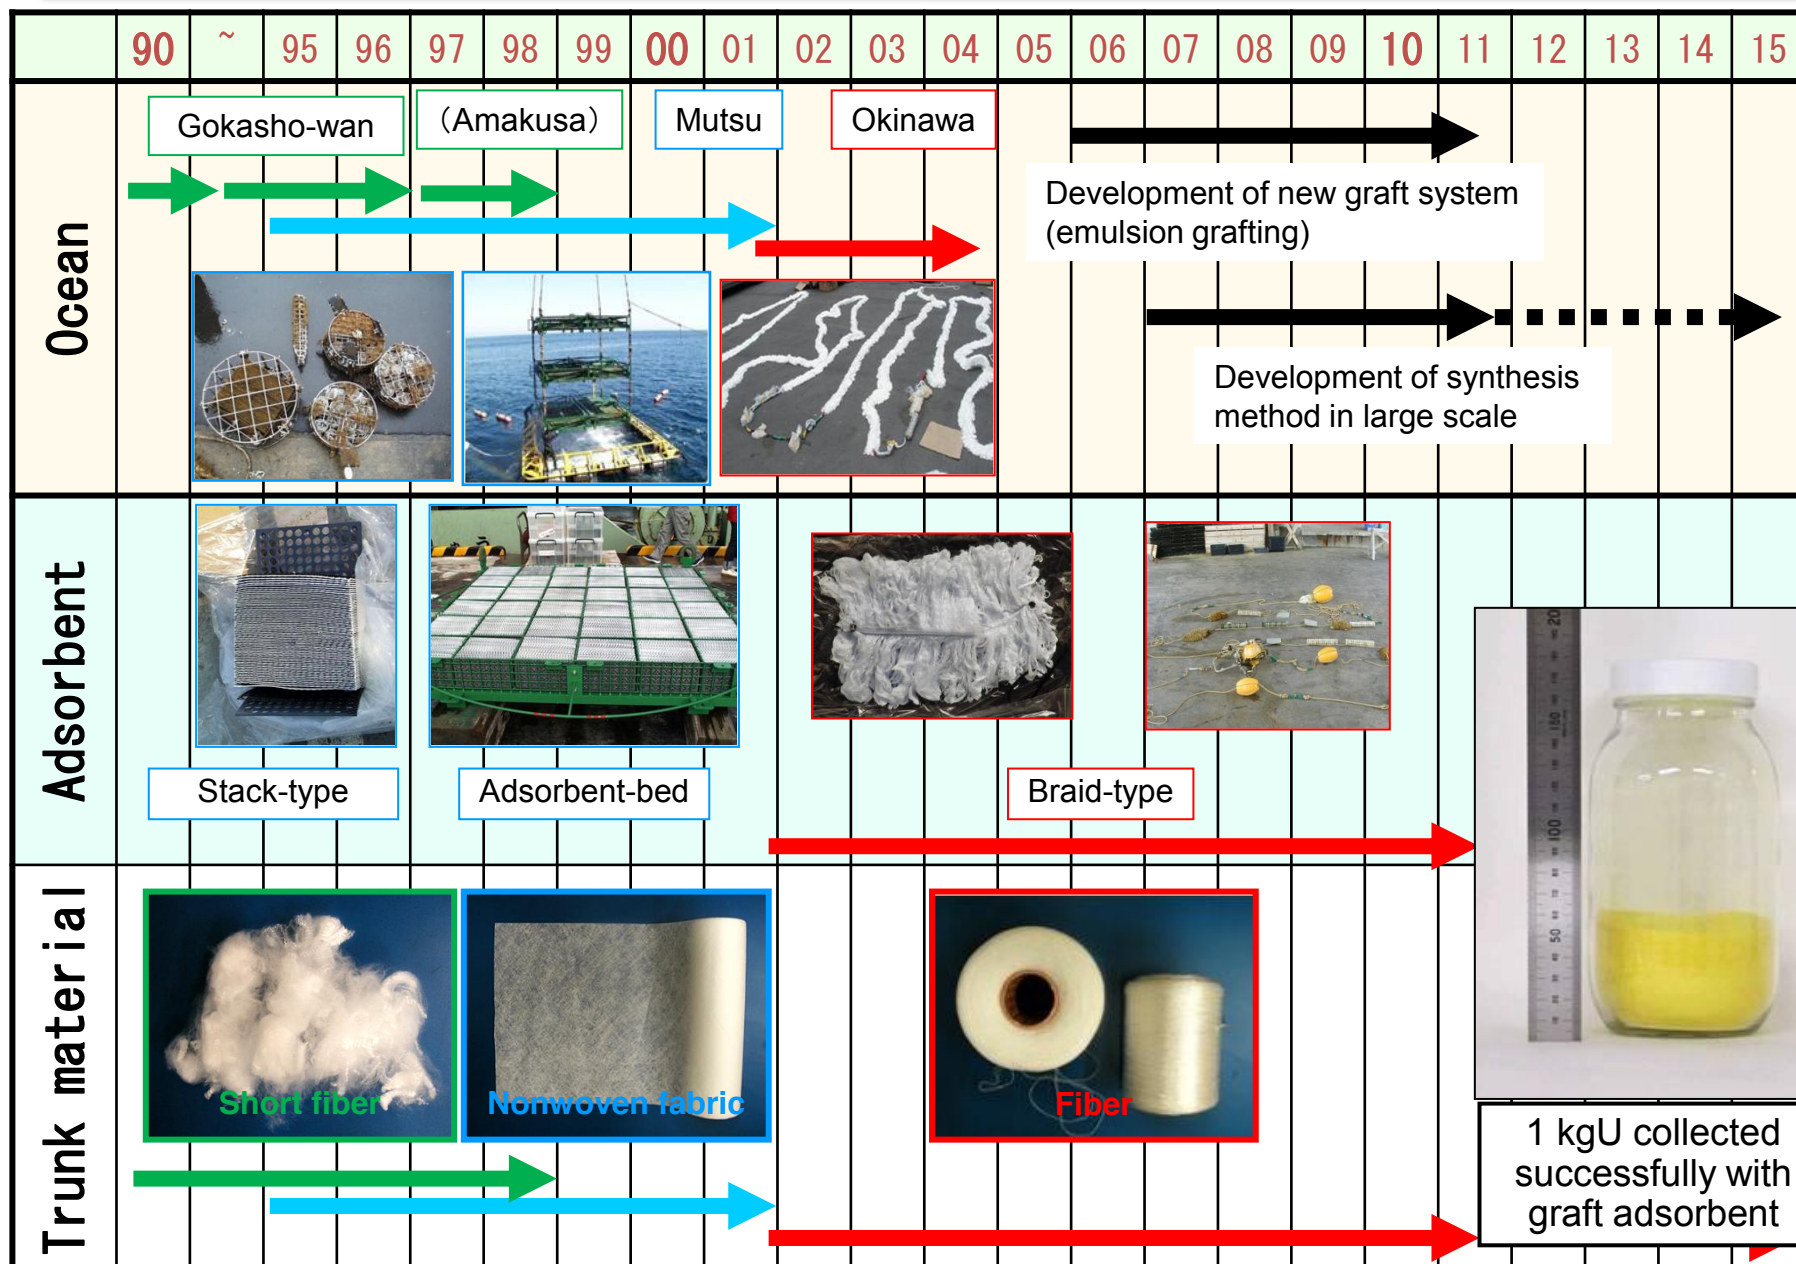 90 ~ 95 96 97 98 99 00 01 02 03 04 05 06 07 08 09 10 11 12 13 14 15
Ocean
Gokasho-wan
(Amakusa)
Mutsu
Okinawa
Development of new graft system
(emulsion grafting)
Development of synthesis
method in large scale
Adsorbent
Stack-type
Adsorbent-bed
Braid-type
Trunk material
Short fiber
Nonwoven fabric
Fiber
1 kgU collected
successfully with
graft adsorbent